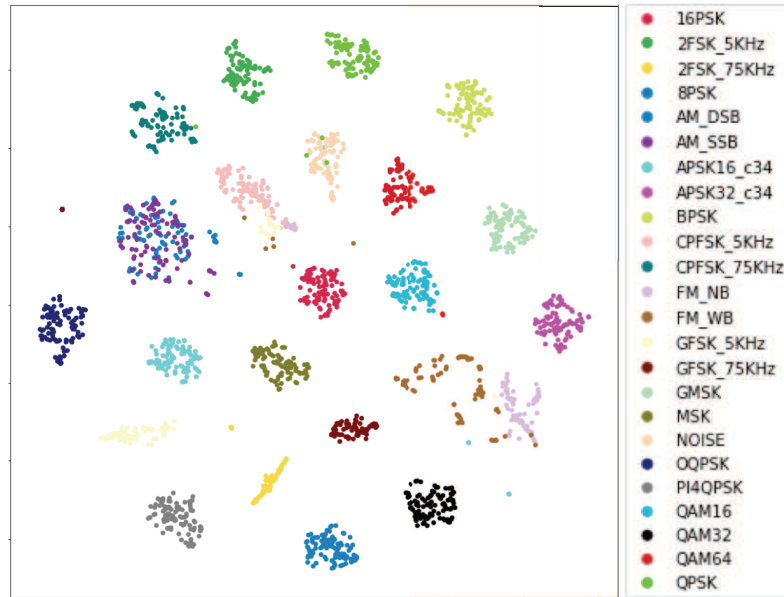 16PSK
2FSK_5KHz
2FSK_75KHz
8PSK
AM_DSB
AM_SSB
APSK16_c34
APSK32_c34
BPSK
CPFSK_5KHz
CPFSK_75KHz
FM_NB
FM_WB
GFSK_5KHz
GFSK_75KHz
GMSK
MSK
NOISE
OQPSK
PI4QPSK
QAM16
QAM32
QAM64
QPSK